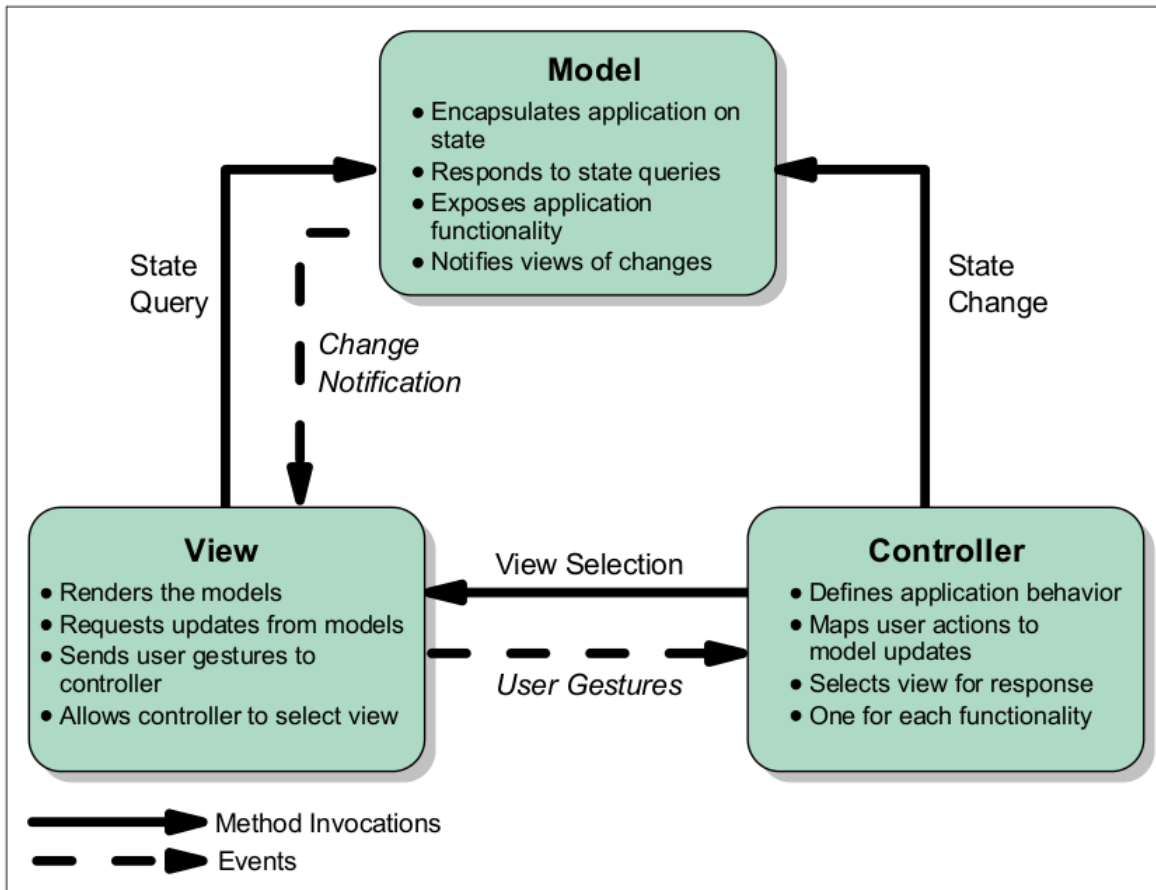 Model
● Encapsulates application on
state
● Responds to state queries
● Exposes application
functionality
● Notifies views of changes
State
Query
State
Change
Change
Notification
View
● Renders the models
● Requests updates from models
● Sends user gestures to
controller
● Allows controller to select view
View Selection
User Gestures
Controller
● Defines application behavior
● Maps user actions to
model updates
● Selects view for response
● One for each functionality
Method Invocations
Events